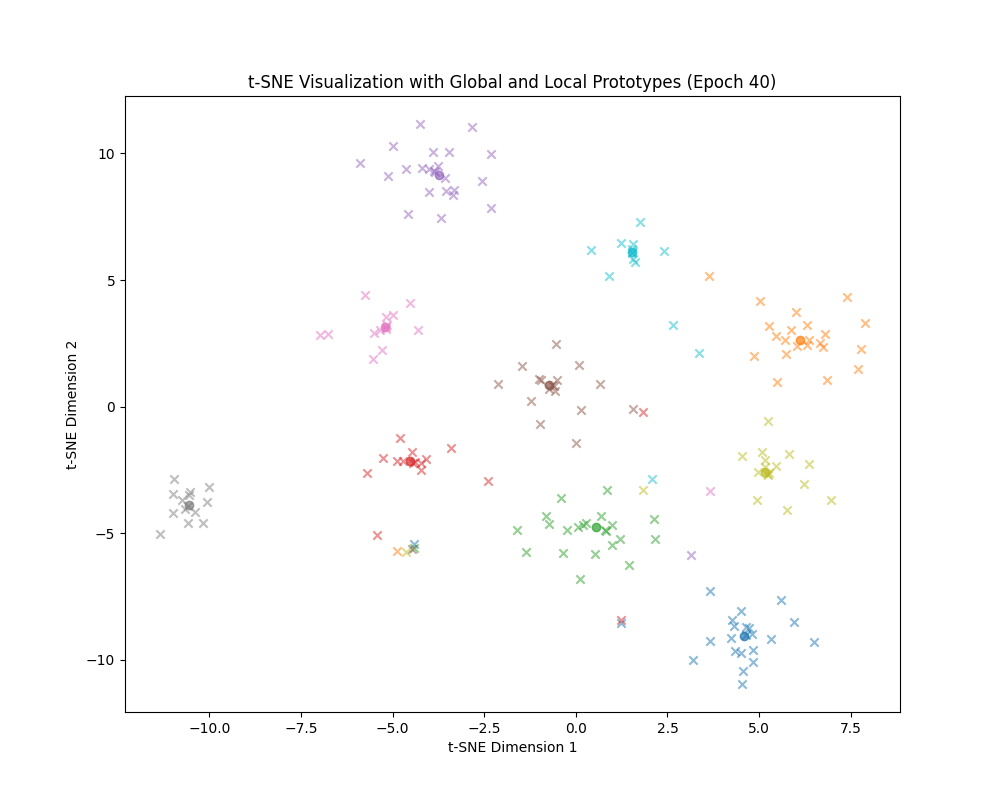 t-SNE Visualization with Global and Local Prototypes (Epoch 40)
10
5
0
−5
−10
t-SNE Dimension 2
−10.0 −7.5 −5.0 −2.5 0.0 2.5 5.0 7.5
t-SNE Dimension 1